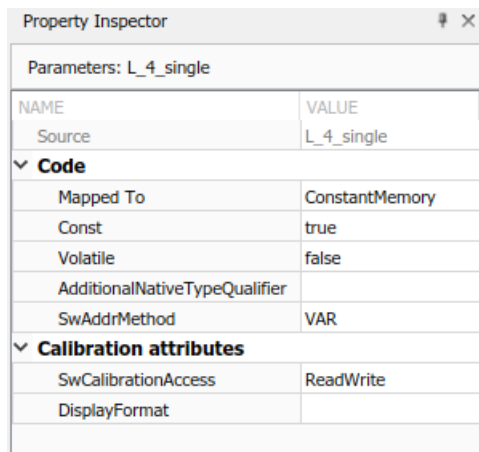 Property Inspector
Parameters: L_4_single
NAME VALUE
Source L_4_single
Code
Mapped To ConstantMemory
Const true
Volatile false
AdditionalNativeTypeQualifier
SwAddrMethod VAR
Calibration attributes
SwCalibrationAccess ReadWrite
DisplayFormat